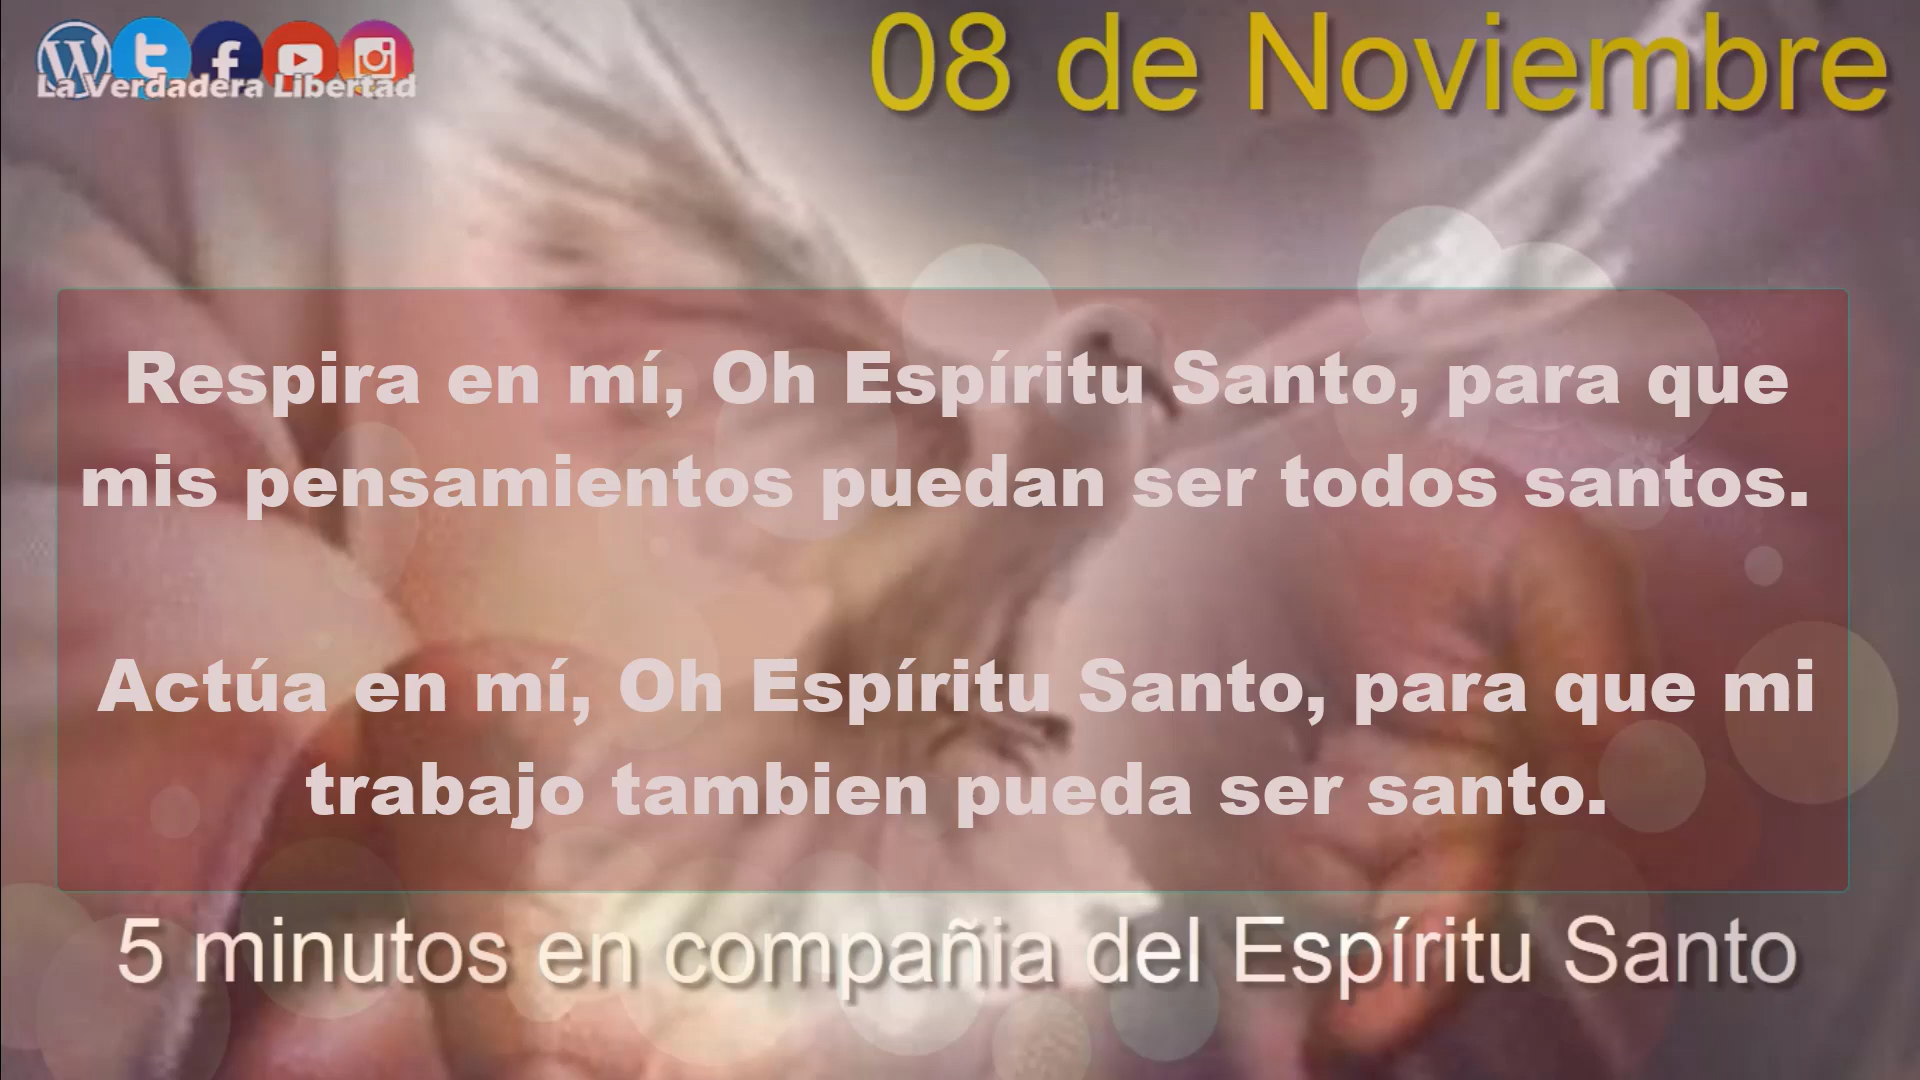 La Verdadera Libertad
08 de Noviembre
Respira en mí, Oh Espíritu Santo, para que
mis pensamientos puedan ser todos santos.
Actúa en mí, Oh Espíritu Santo, para que mi
trabajo tambien pueda ser santo.
5 minutos en compañia del Espíritu Santo